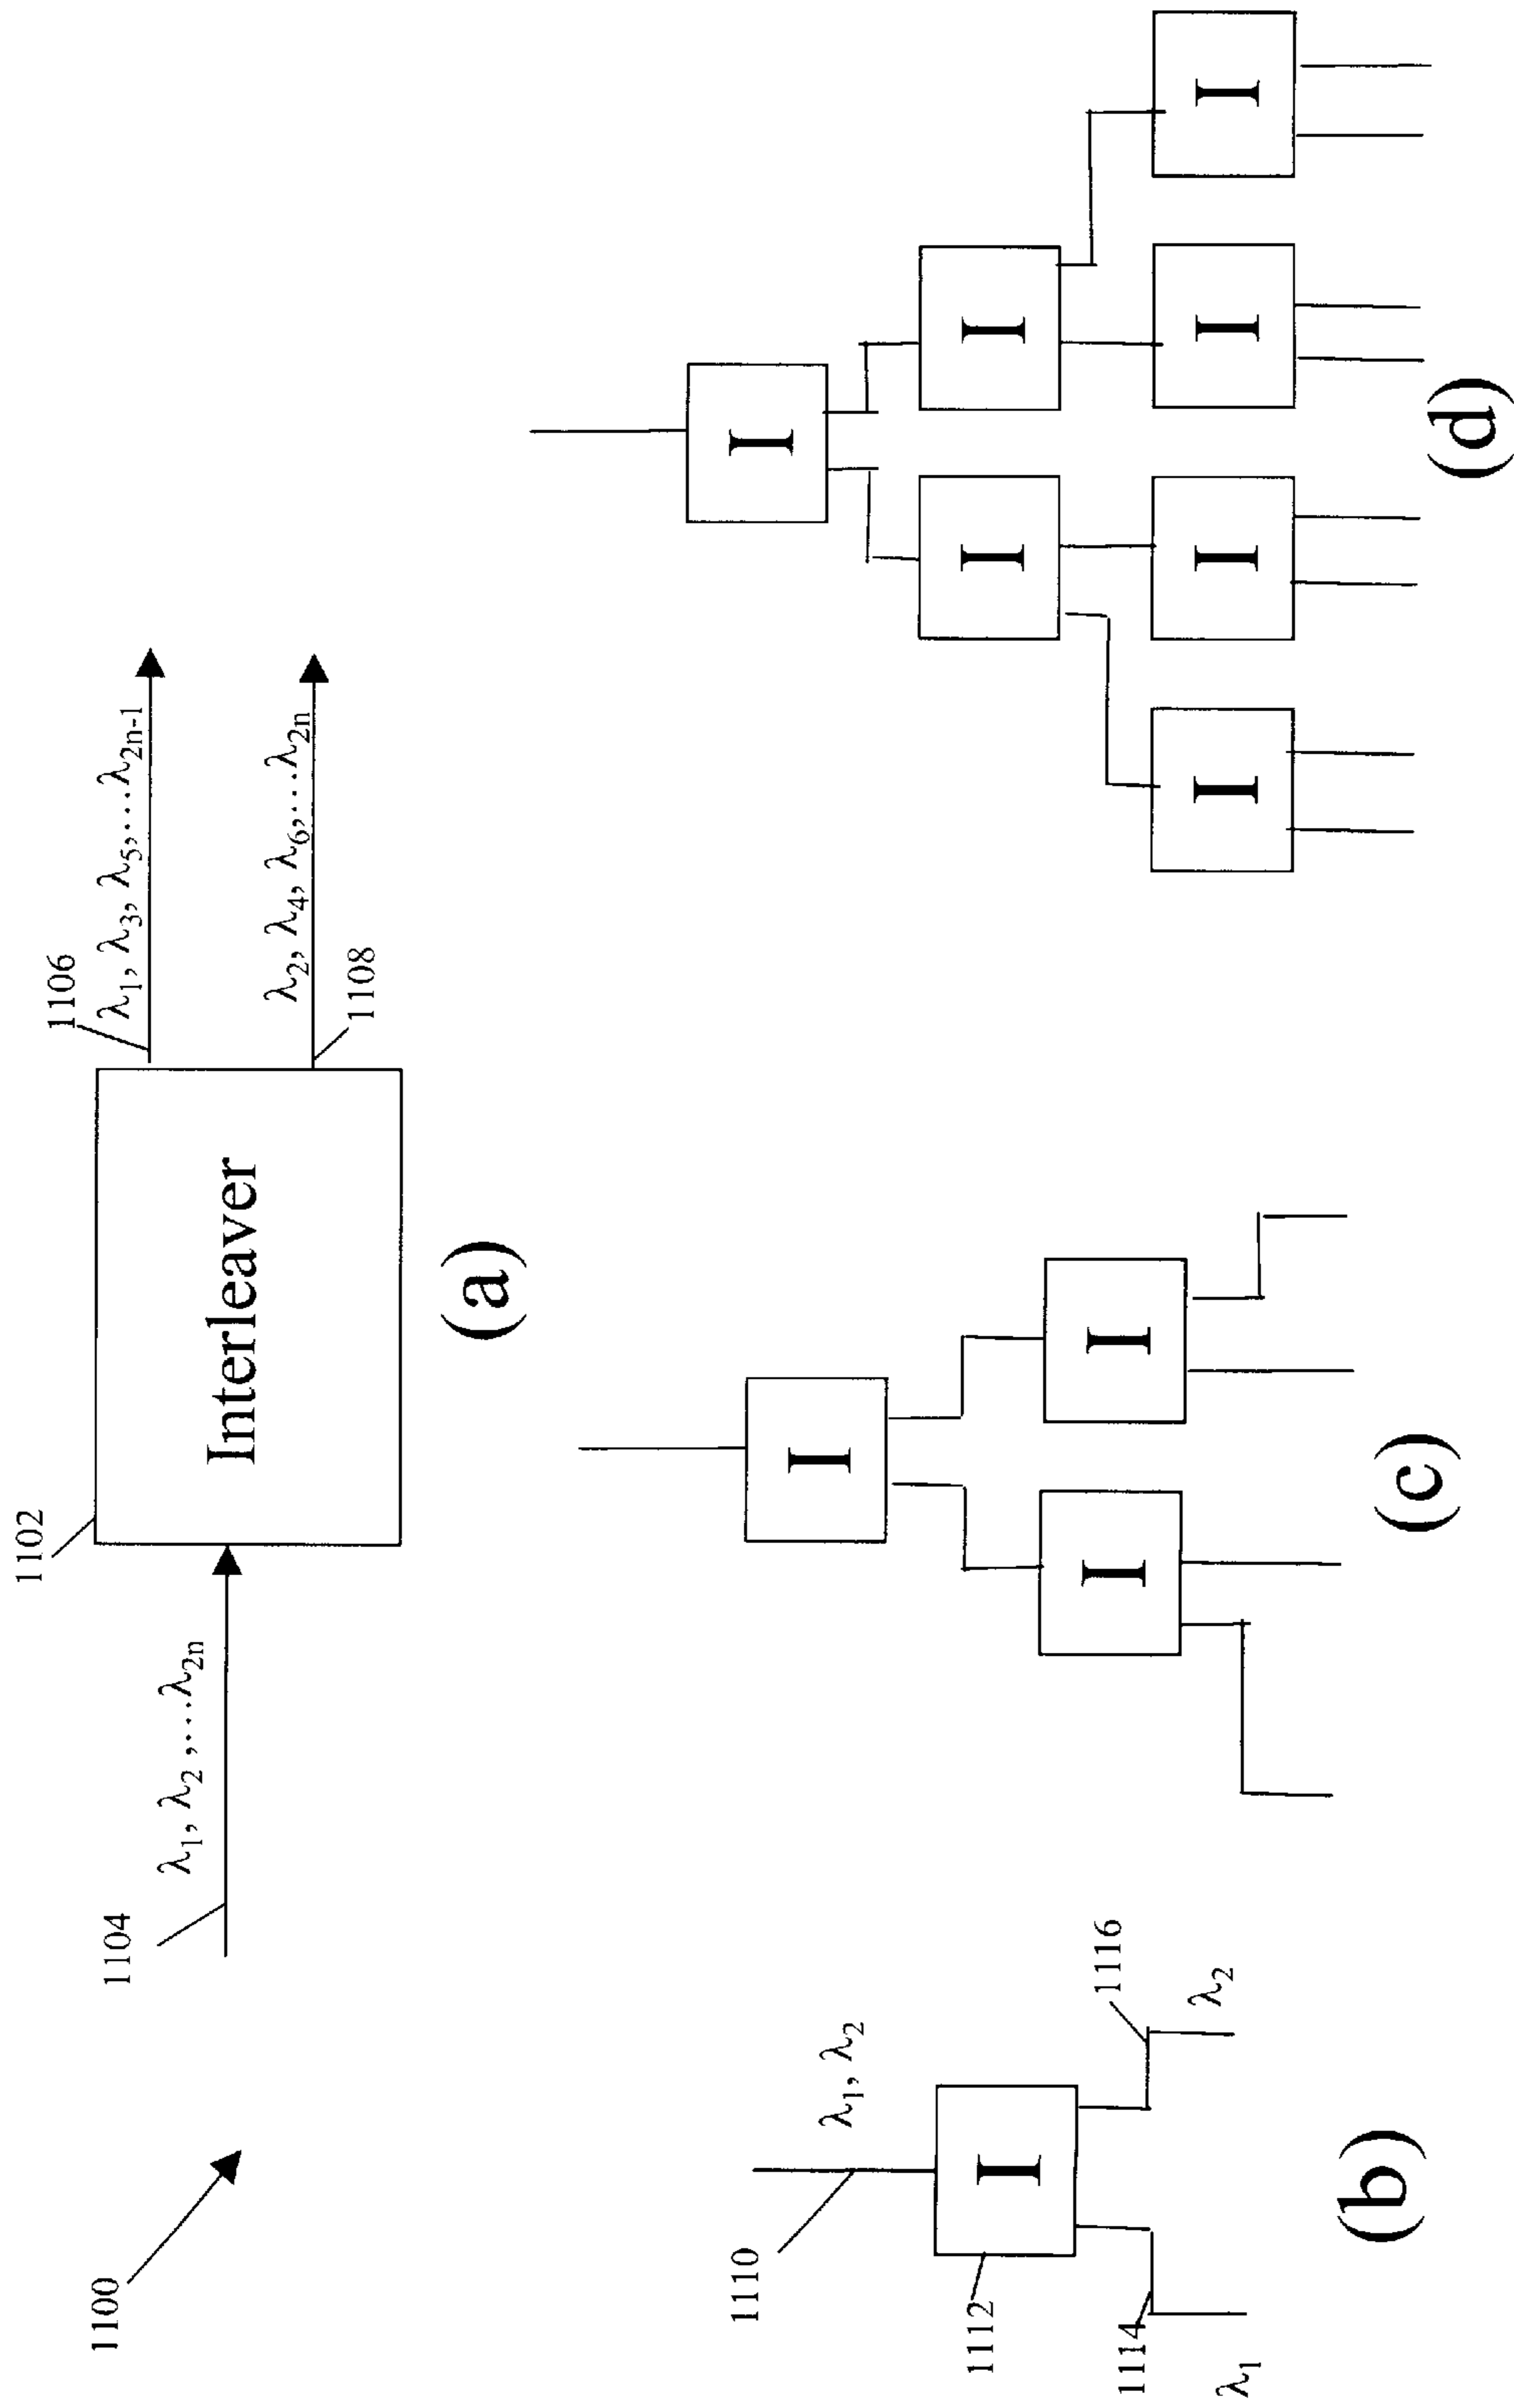 1100
1104
λ1, λ2 ,…λ2n
1102
Interleaver
1106
λ1, λ3, λ5,…λ2n-1
λ2, λ4, λ6,…λ2n
1108
(a)
1110
λ1, λ2
1112
I
1114
λ1
1116
λ2
(b)
I
I
I
(c)
I
I
I
I
I
I
I
(d)